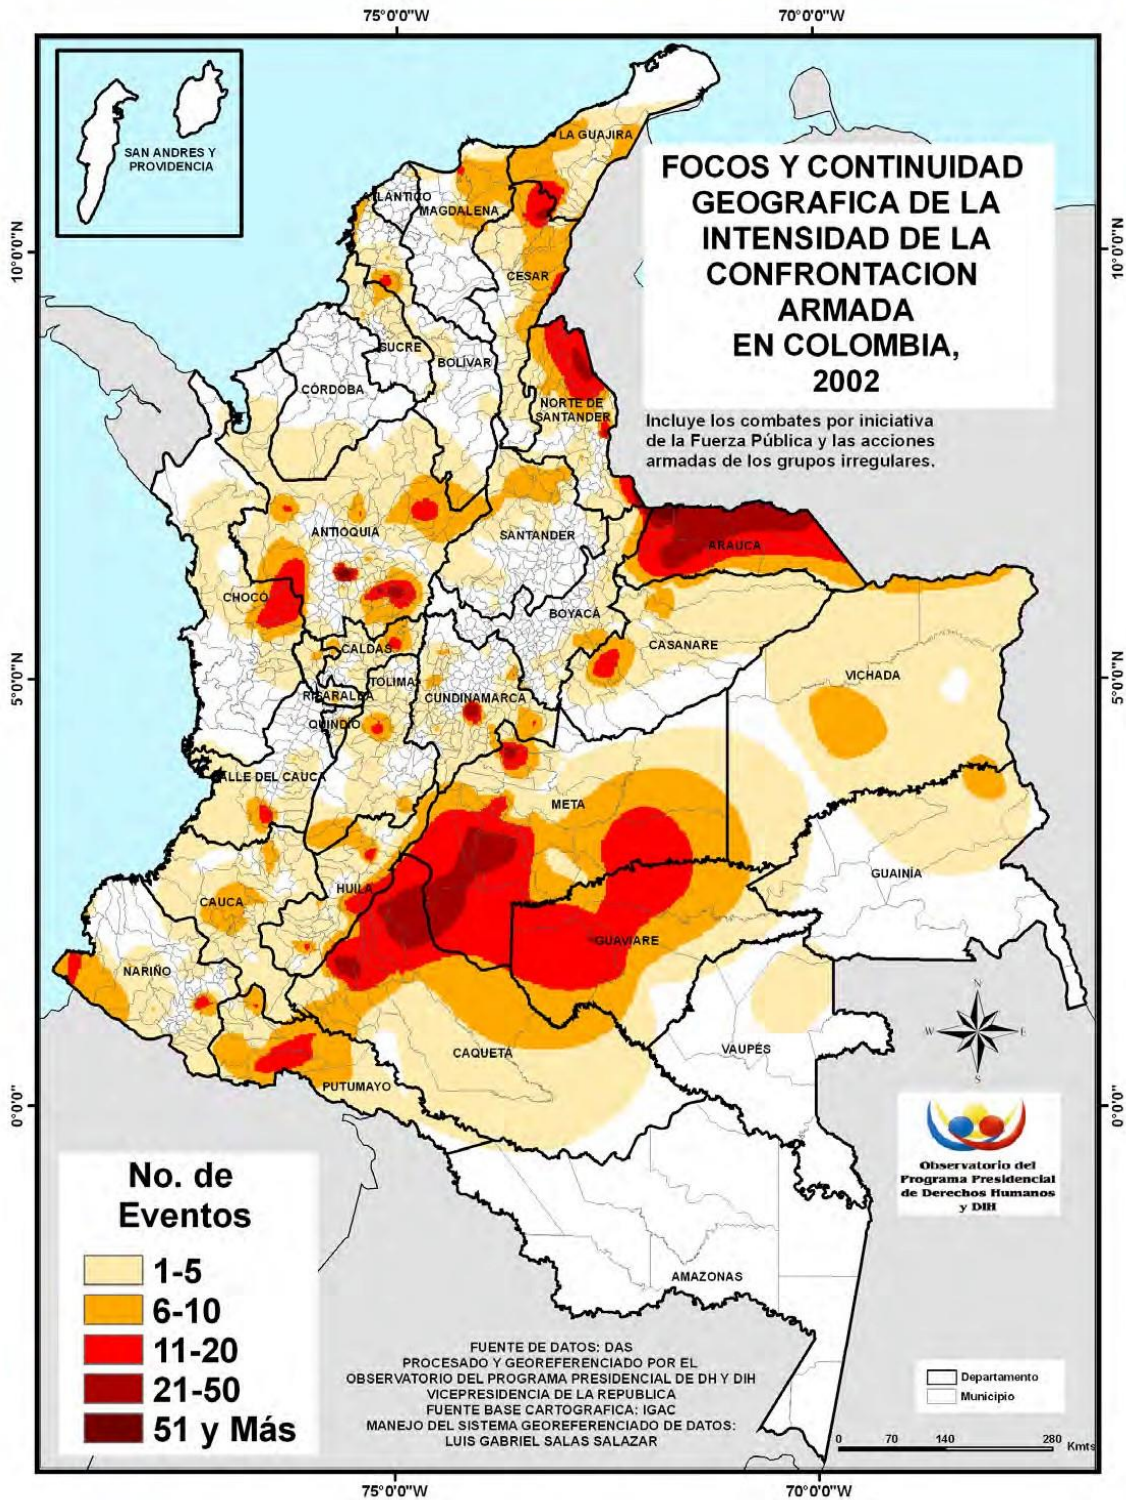 75°0'0"W
70°0'0"W
SAN ANDRES Y
PROVIDENCIA
FOCOS Y CONTINUIDAD
GEOGRAFICA DE LA
INTENSIDAD DE LA
CONFRONTACION
ARMADA
EN COLOMBIA,
2002
Incluye los combates por iniciativa
de la Fuerza Pública y las acciones
armadas de los grupos irregulares.
10°0'0"N
10°0'0"N
5°0'0"N
5°0'0"N
0°0'0"
0°0'0"
LA GUAJIRA
ATLÁNTICO
MAGDALENA
CESAR
SUCRE
BOLÍVAR
CÓRDOBA
NORTE DE
SANTANDER
ANTIOQUIA
SANTANDER
ARAUCA
CHOCÓ
BOYACÁ
CALDAS
CASANARE
TOLIMA
RISARALDA
CUNDINAMARCA
VICHADA
QUINDIO
VALLE DEL CAUCA
META
HUILA
GUAINÍA
CAUCA
GUAVIARE
NARIÑO
CAQUETÁ
VAUPÉS
PUTUMAYO
AMAZONAS
N
W
E
S
Observatorio del
Programa Presidencial
de Derechos Humanos
y DIH
No. de
Eventos
1-5
6-10
11-20
21-50
51 y Más
FUENTE DE DATOS: DAS
PROCESADO Y GEOREFERENCIADO POR EL
OBSERVATORIO DEL PROGRAMA PRESIDENCIAL DE DH Y DIH
VICEPRESIDENCIA DE LA REPUBLICA
FUENTE BASE CARTOGRAFICA: IGAC
MANEJO DEL SISTEMA GEOREFERENCIADO DE DATOS:
LUIS GABRIEL SALAS SALAZAR
Departamento
Municipio
0 70 140 280
Kmts
75°0'0"W
70°0'0"W